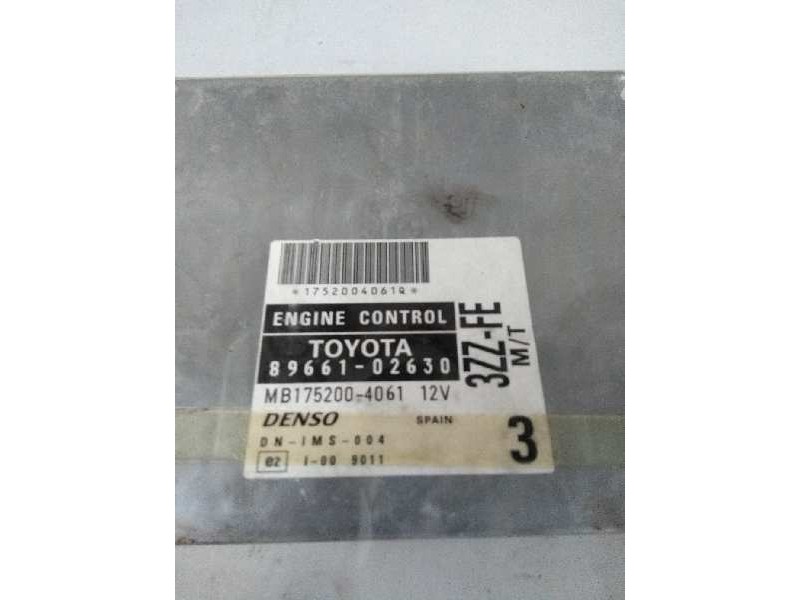 *1752004061Q*
ENGINE CONTROL
TOYOTA
89661-02630
MB175200-4061 12V
DENSO SPAIN
DN-IMS-004
e2 I-00 9011
3ZZ-FE
M/T
3